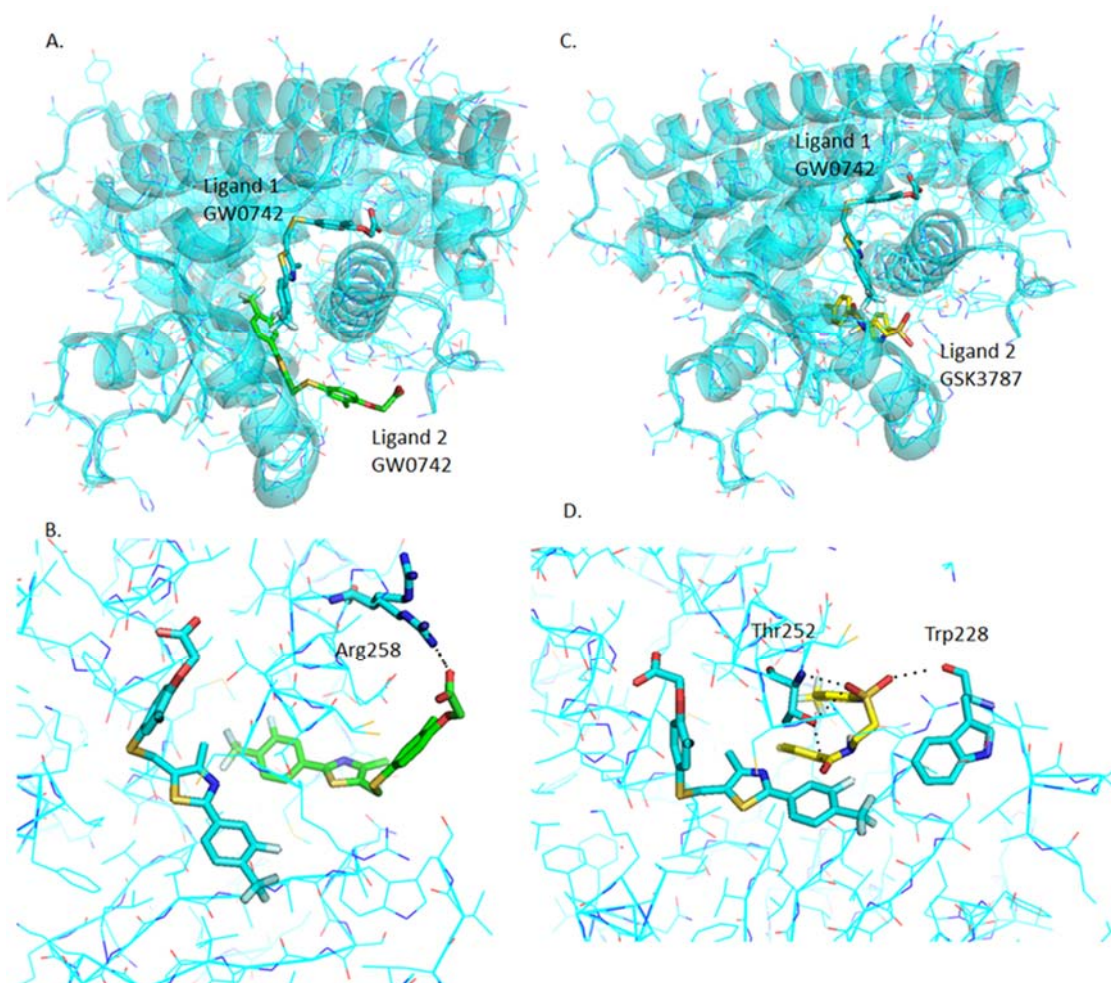 A.
Ligand 1
GW0742
Ligand 2
GW0742
C.
Ligand 1
GW0742
Ligand 2
GSK3787
B.
Arg258
D.
Thr252
Trp228